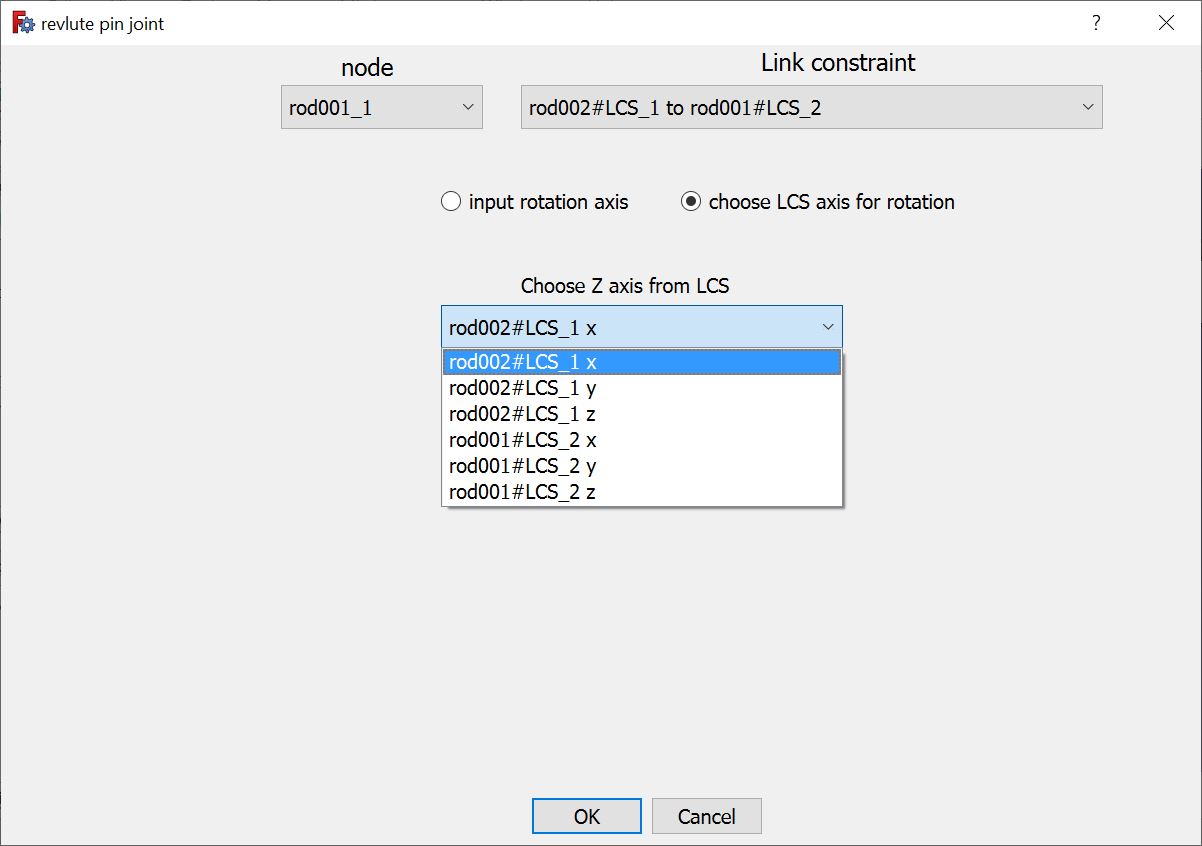 revlute pin joint
?
node
Link constraint
rod001_1
rod002#LCS_1 to rod001#LCS_2
input rotation axis
choose LCS axis for rotation
Choose Z axis from LCS
rod002#LCS_1 x
rod002#LCS_1 x
rod002#LCS_1 y
rod002#LCS_1 z
rod001#LCS_2 x
rod001#LCS_2 y
rod001#LCS_2 z
OK
Cancel